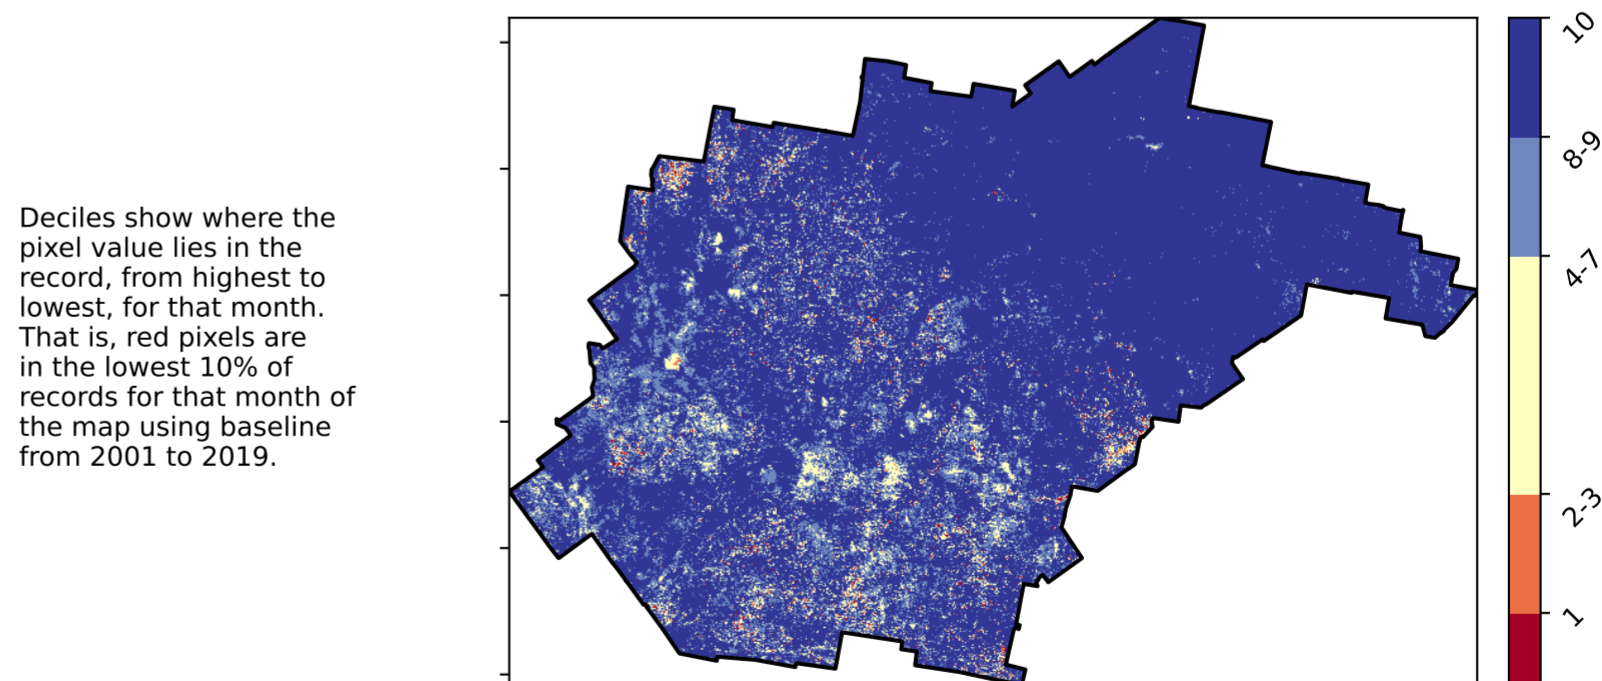 Deciles show where the
pixel value lies in the
record, from highest to
lowest, for that month.
That is, red pixels are
in the lowest 10% of
records for that month of
the map using baseline
from 2001 to 2019.
10
8-9
4-7
2-3
1